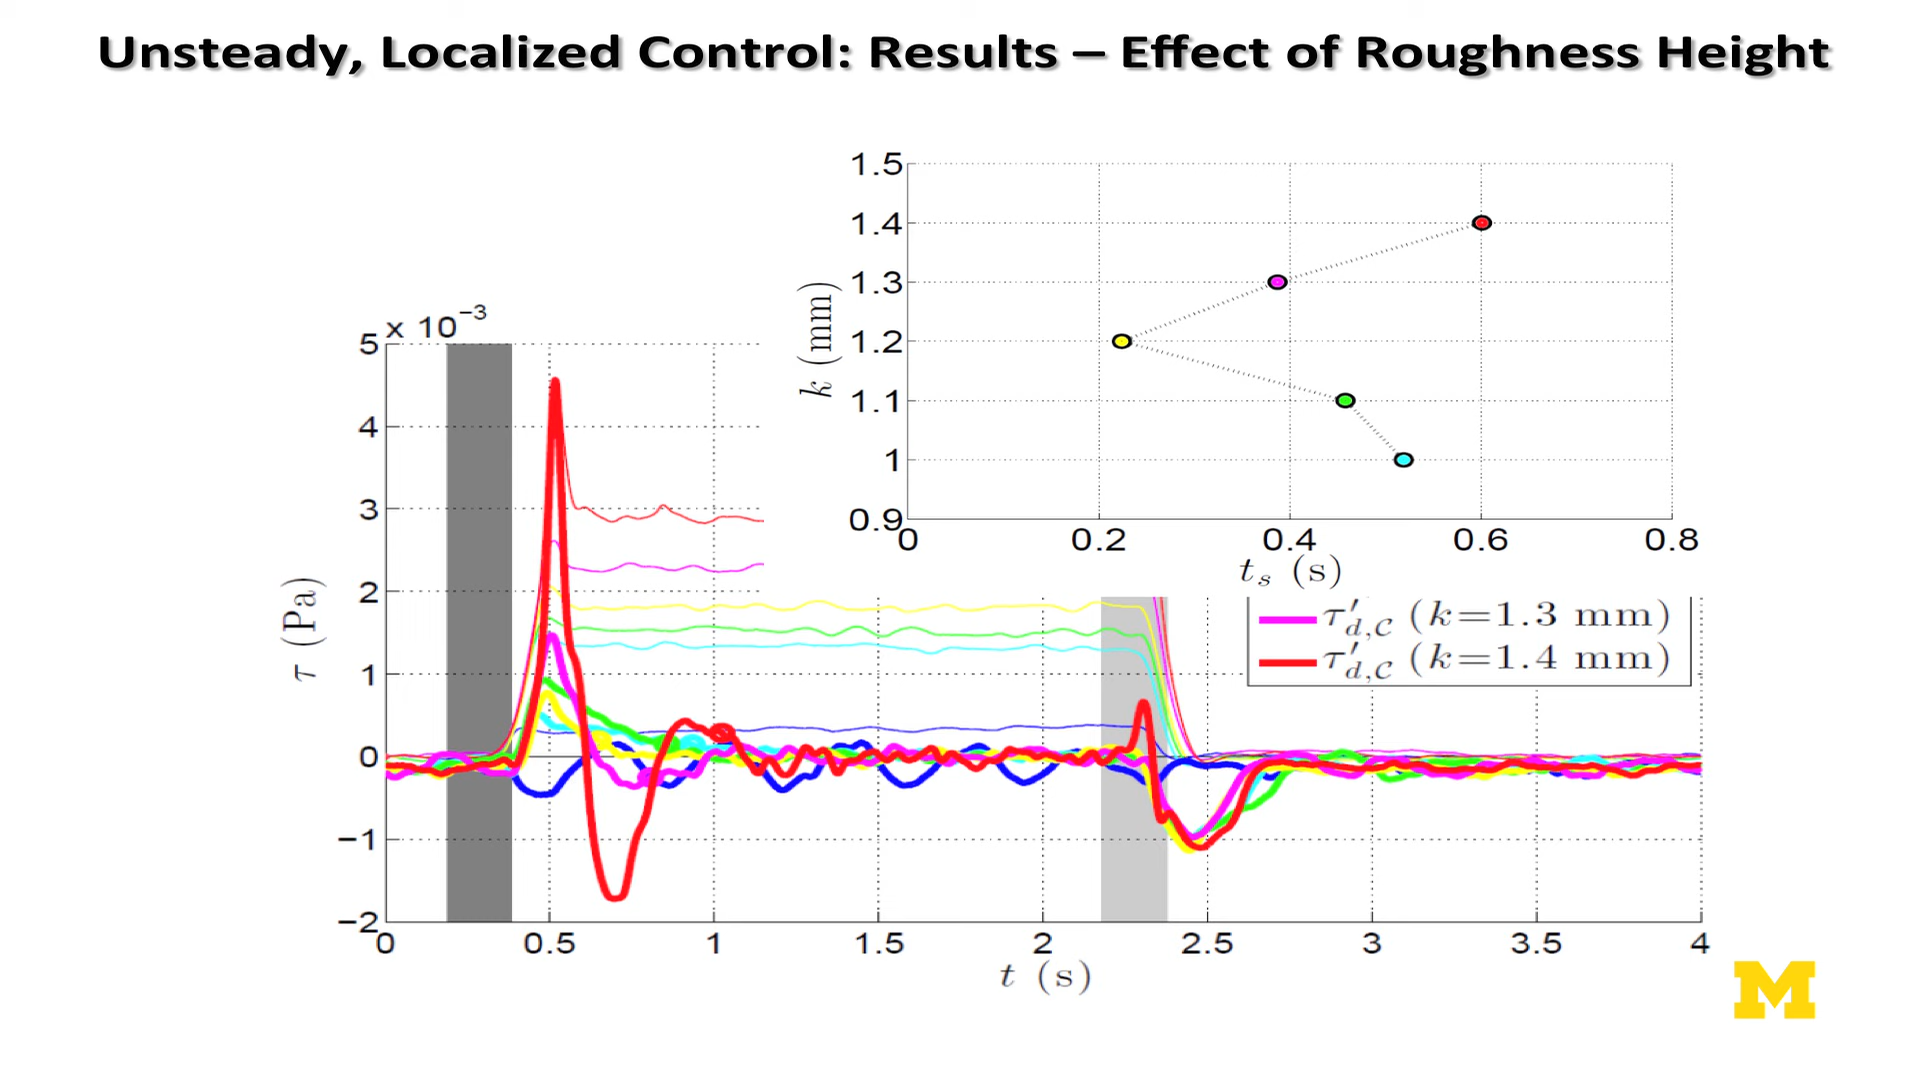 Unsteady, Localized Control: Results – Effect of Roughness Height
1.5
1.4
1.3
1.2
1.1
1
0.9
k (mm)
0 0.2 0.4 0.6 0.8
t_s (s)
5 x 10^−3
4
3
2
1
0
−1
−2
τ (Pa)
τ′_{d,C} (k=1.3 mm)
τ′_{d,C} (k=1.4 mm)
0 0.5 1 1.5 2 2.5 3 3.5 4
t (s)
M